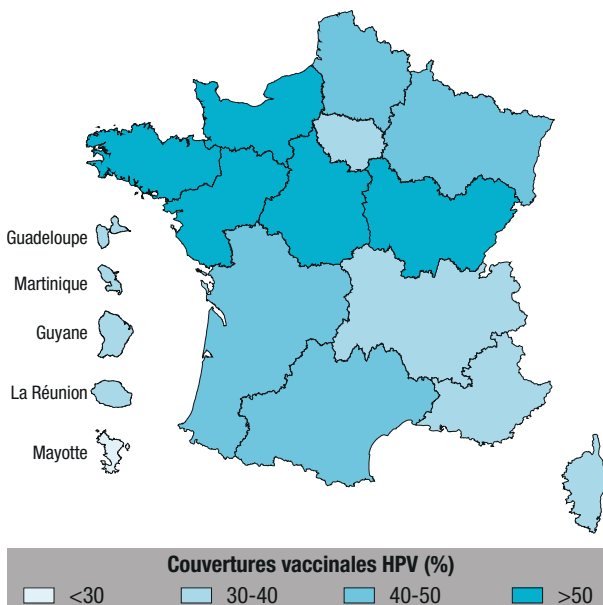 Guadeloupe
Martinique
Guyane
La Réunion
Mayotte
Couvertures vaccinales HPV (%)
<30 30-40 40-50 >50